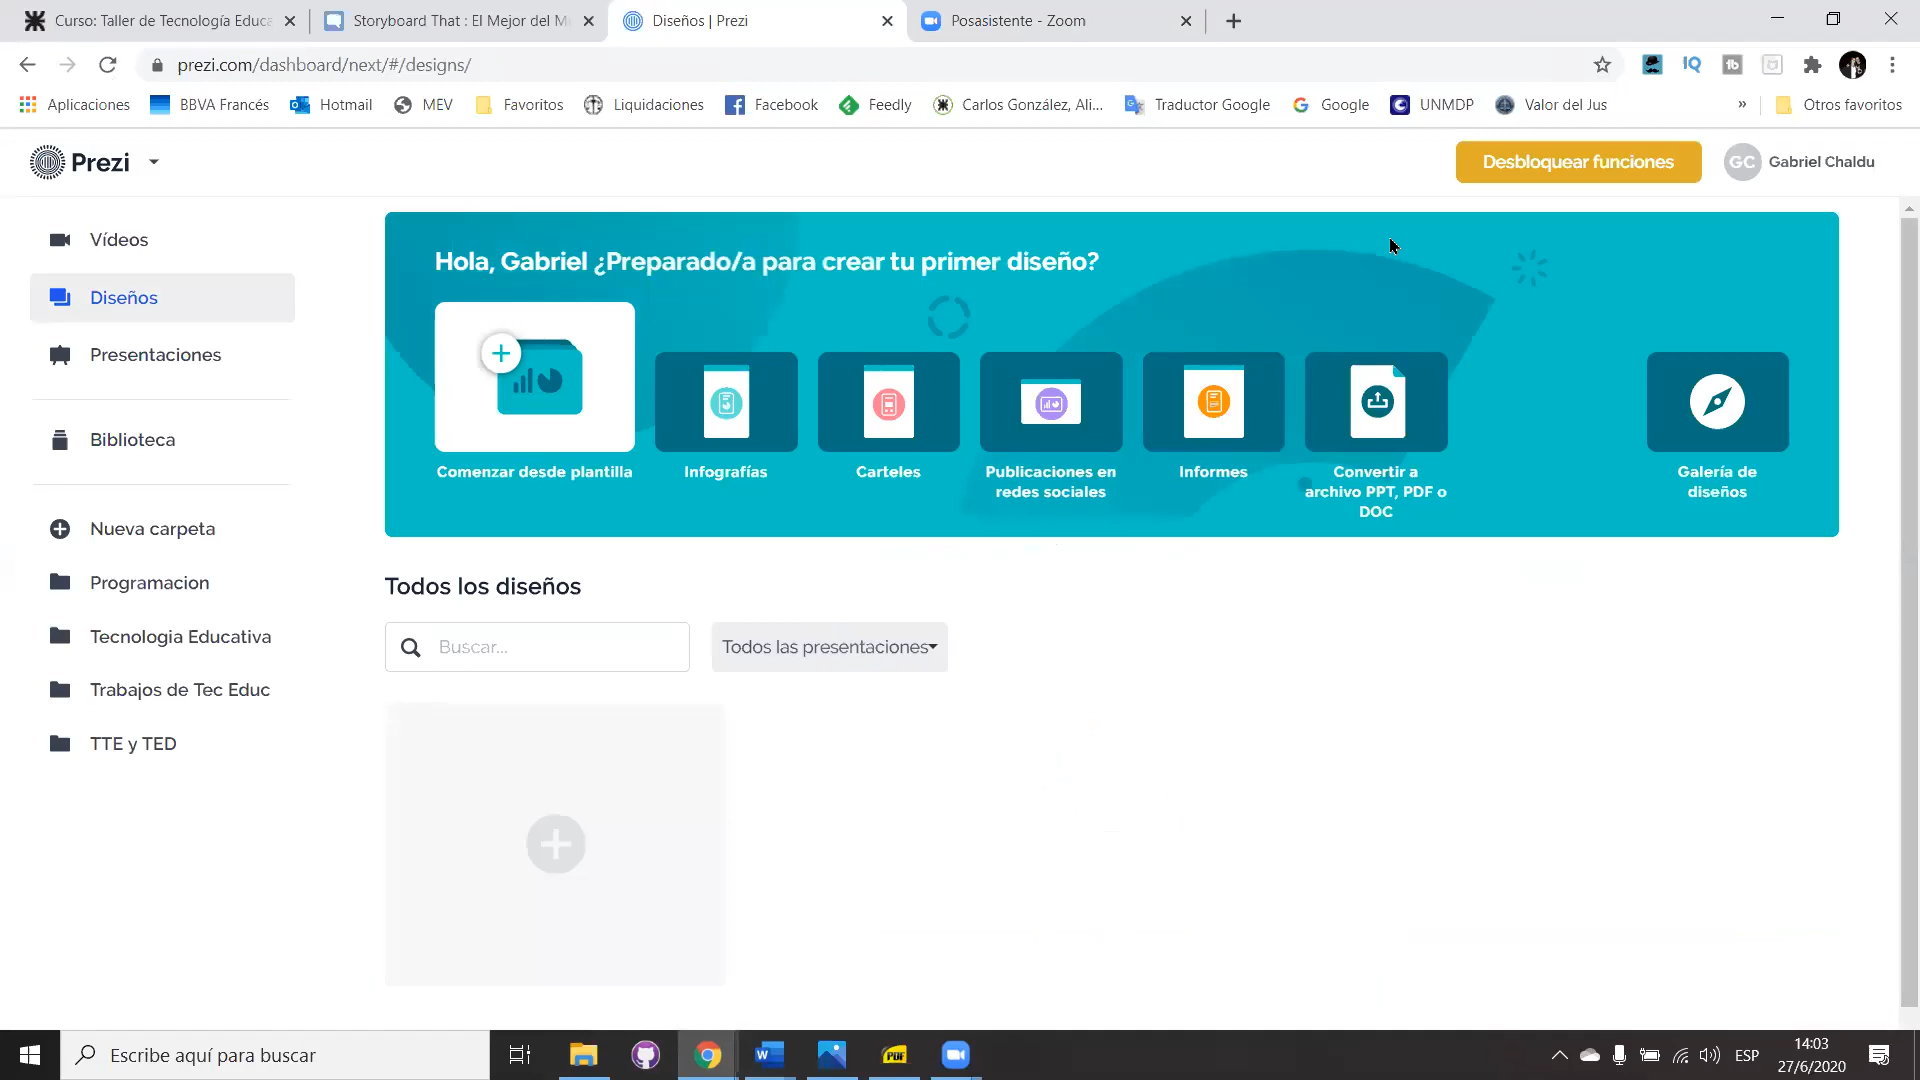 Curso: Taller de Tecnología Educa
Storyboard That : El Mejor del M
Diseños | Prezi
Posasistente - Zoom
prezi.com/dashboard/next/#/designs/
Aplicaciones
BBVA Francés
Hotmail
MEV
Favoritos
Liquidaciones
Facebook
Feedly
Carlos González, Ali...
Traductor Google
Google
UNMDP
Valor del Jus
»
Otros favoritos
Prezi
Desbloquear funciones
GC
Gabriel Chaldu
Vídeos
Diseños
Presentaciones
Biblioteca
Nueva carpeta
Programacion
Tecnologia Educativa
Trabajos de Tec Educ
TTE y TED
Hola, Gabriel ¿Preparado/a para crear tu primer diseño?
Comenzar desde plantilla
Infografías
Carteles
Publicaciones en
redes sociales
Informes
Convertir a
archivo PPT, PDF o
DOC
Galería de
diseños
Todos los diseños
Buscar...
Todos las presentaciones
Escribe aquí para buscar
PDF
ESP
14:03
27/6/2020